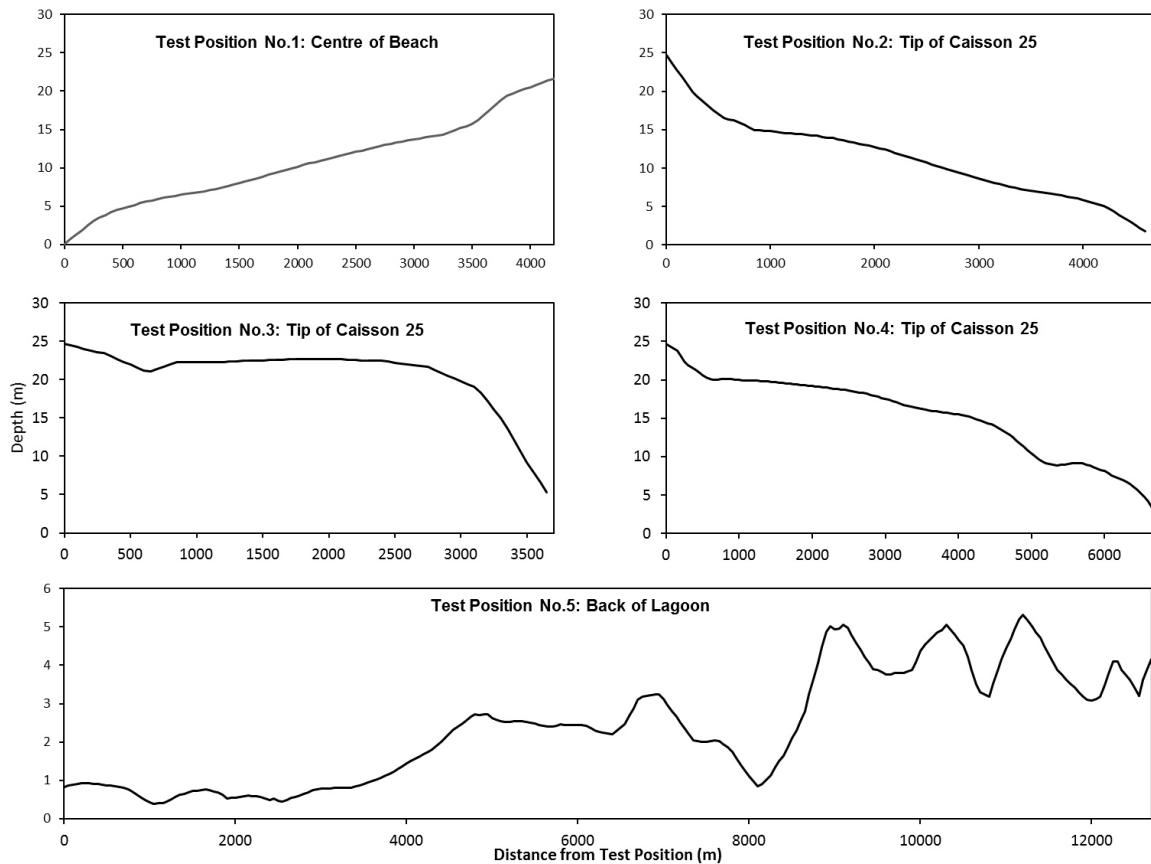 Test Position No.1: Centre of Beach
30
25
20
15
10
5
0
0 500 1000 1500 2000 2500 3000 3500 4000
Test Position No.2: Tip of Caisson 25
30
25
20
15
10
5
0
0 1000 2000 3000 4000
Test Position No.3: Tip of Caisson 25
Depth (m)
30
25
20
15
10
5
0
0 500 1000 1500 2000 2500 3000 3500
Test Position No.4: Tip of Caisson 25
30
25
20
15
10
5
0
0 1000 2000 3000 4000 5000 6000
Test Position No.5: Back of Lagoon
6
5
4
3
2
1
0
0 2000 4000 6000 8000 10000 12000
Distance from Test Position (m)